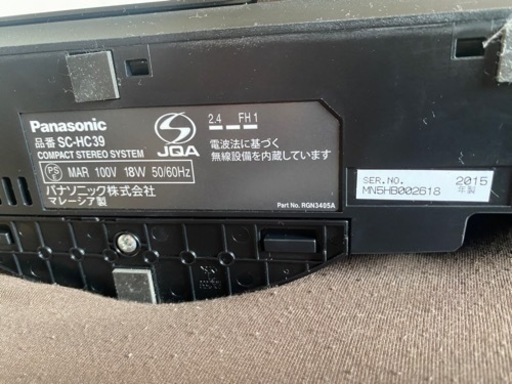 Panasonic
品番 SC-HC39
COMPACT STEREO SYSTEM
PS MAR 100V 18W 50/60Hz
パナソニック株式会社
マレーシア製
JQA
2.4 FH1
電波法に基づく
無線設備を内蔵しています
Part No. RGN3405A
SER.NO. 2015
MN5HB002618 年製